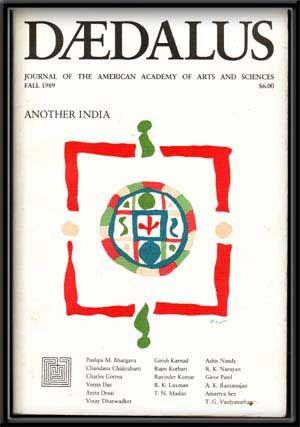 DÆDALUS
JOURNAL OF THE AMERICAN ACADEMY OF ARTS AND SCIENCES
FALL 1989 $6.00
ANOTHER INDIA
Pushpa M. Bhargava Girish Karnad Ashis Nandy
Chandana Chakrabarti Rajni Kothari R. K. Narayan
Charles Correa Ravinder Kumar Gieve Patel
Veena Das R. K. Laxman A. K. Ramanujan
Anita Desai T. N. Madan Amartya Sen
Vinay Dharwadker T. G. Vaidyanathan